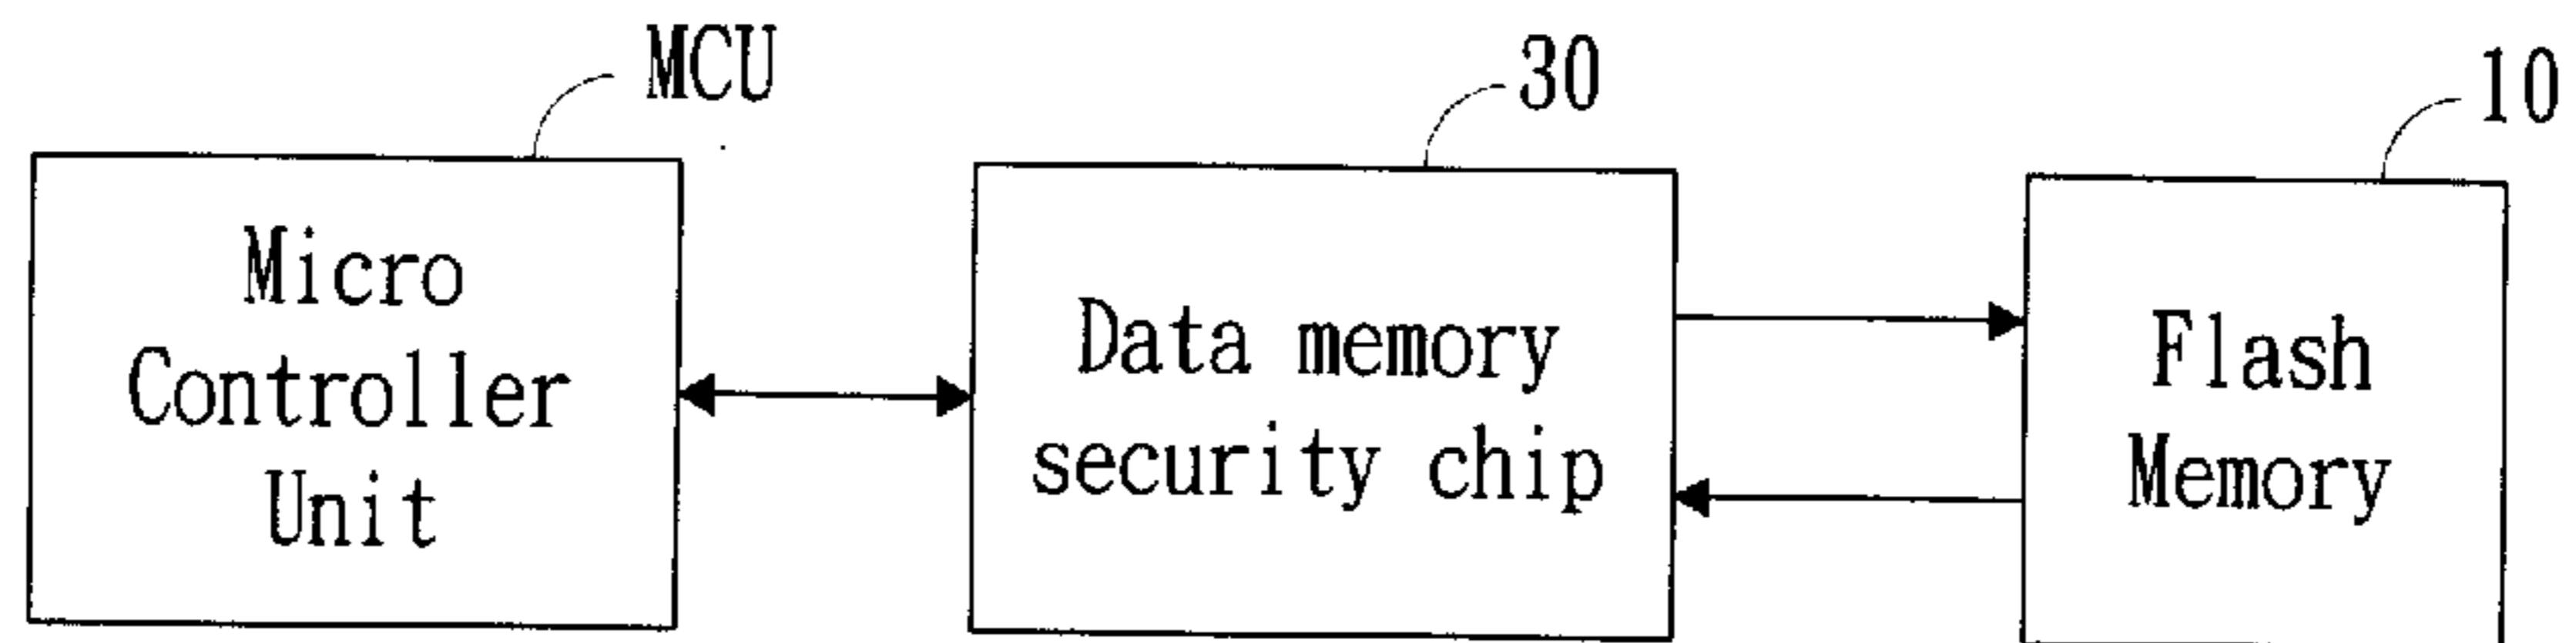 MCU
30
10
Micro
Controller
Unit
Data memory
security chip
Flash
Memory